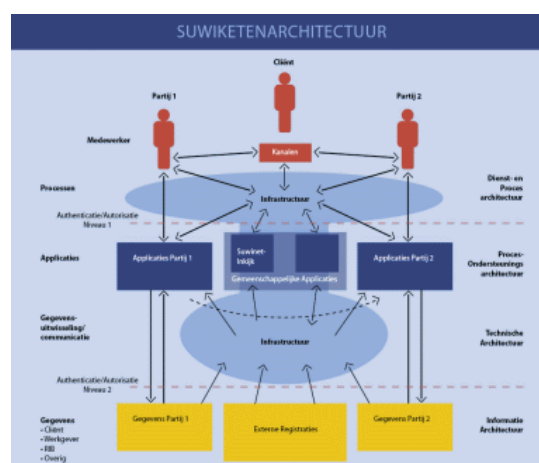 SUWIKETENARCHITECTUUR
Cliënt
Partij 1
Partij 2
Medewerker
Kanalen
Processen
Infrastructuur
Dienst- en
Proces
architectuur
Authenticatie/Autorisatie
Niveau 1
Applicaties
Applicaties Partij 1
Suwinet-
Inkijk
Gemeenschappelijke Applicaties
Applicaties Partij 2
Proces-
Ondersteunings
architectuur
Gegevens-
uitwisseling/
communicatie
Infrastructuur
Technische
Architectuur
Authenticatie/Autorisatie
Niveau 2
Gegevens
• Cliënt
• Werkgever
• RIB
• Overig
Gegevens Partij 1
Externe Registraties
Gegevens Partij 2
Informatie
Architectuur